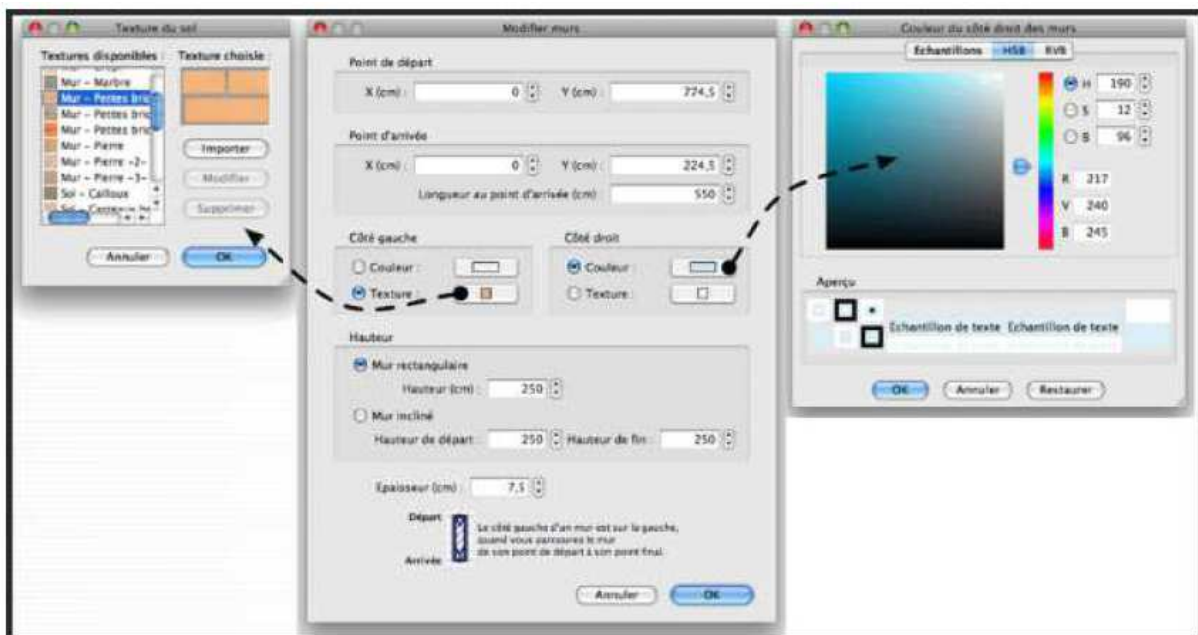 Texture du sol
Textures disponibles : Texture choisie
Mur - Marbre
Mur - Petites bric
Mur - Petites bric
Mur - Petites bric
Mur - Pierre
Mur - Pierre -2-
Mur - Pierre -3-
Sol - Cailloux
Importer
Modifier
Supprimer
Annuler OK
Modifier murs
Point de départ
X (cm) : 0 Y (cm) : 774,5
Point d'arrivée
X (cm) : 0 Y (cm) : 224,5
Longueur au point d'arrivée (cm) : 550
Côté gauche
Couleur :
Texture :
Côté droit
Couleur :
Texture :
Hauteur
Mur rectangulaire
Hauteur (cm) : 250
Mur incliné
Hauteur de départ : 250 Hauteur de fin : 250
Epaisseur (cm) : 7,5
Départ
Arrivée
Le côté gauche d'un mur est sur la gauche,
quand vous parcourez le mur
de son point de départ à son point final.
Annuler OK
Couleur du côté droit des murs
Echantillons HSB RVB
H 190
S 12
B 96
R 217
V 240
B 245
Aperçu
Echantillon de texte Echantillon de texte
OK Annuler Restaurer